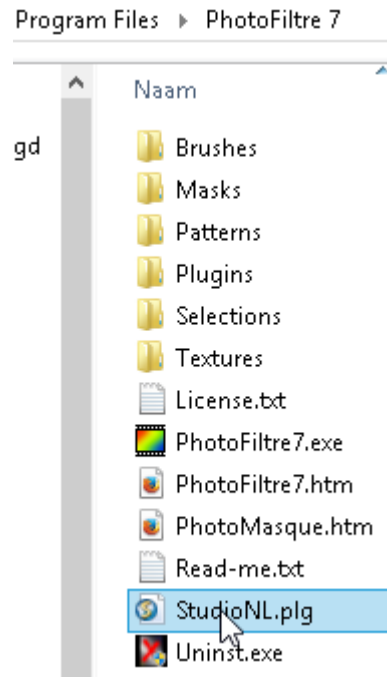 Program Files ▸ PhotoFiltre 7
Naam
gd
Brushes
Masks
Patterns
Plugins
Selections
Textures
License.txt
PhotoFiltre7.exe
PhotoFiltre7.htm
PhotoMasque.htm
Read-me.txt
StudioNL.plg
Uninst.exe